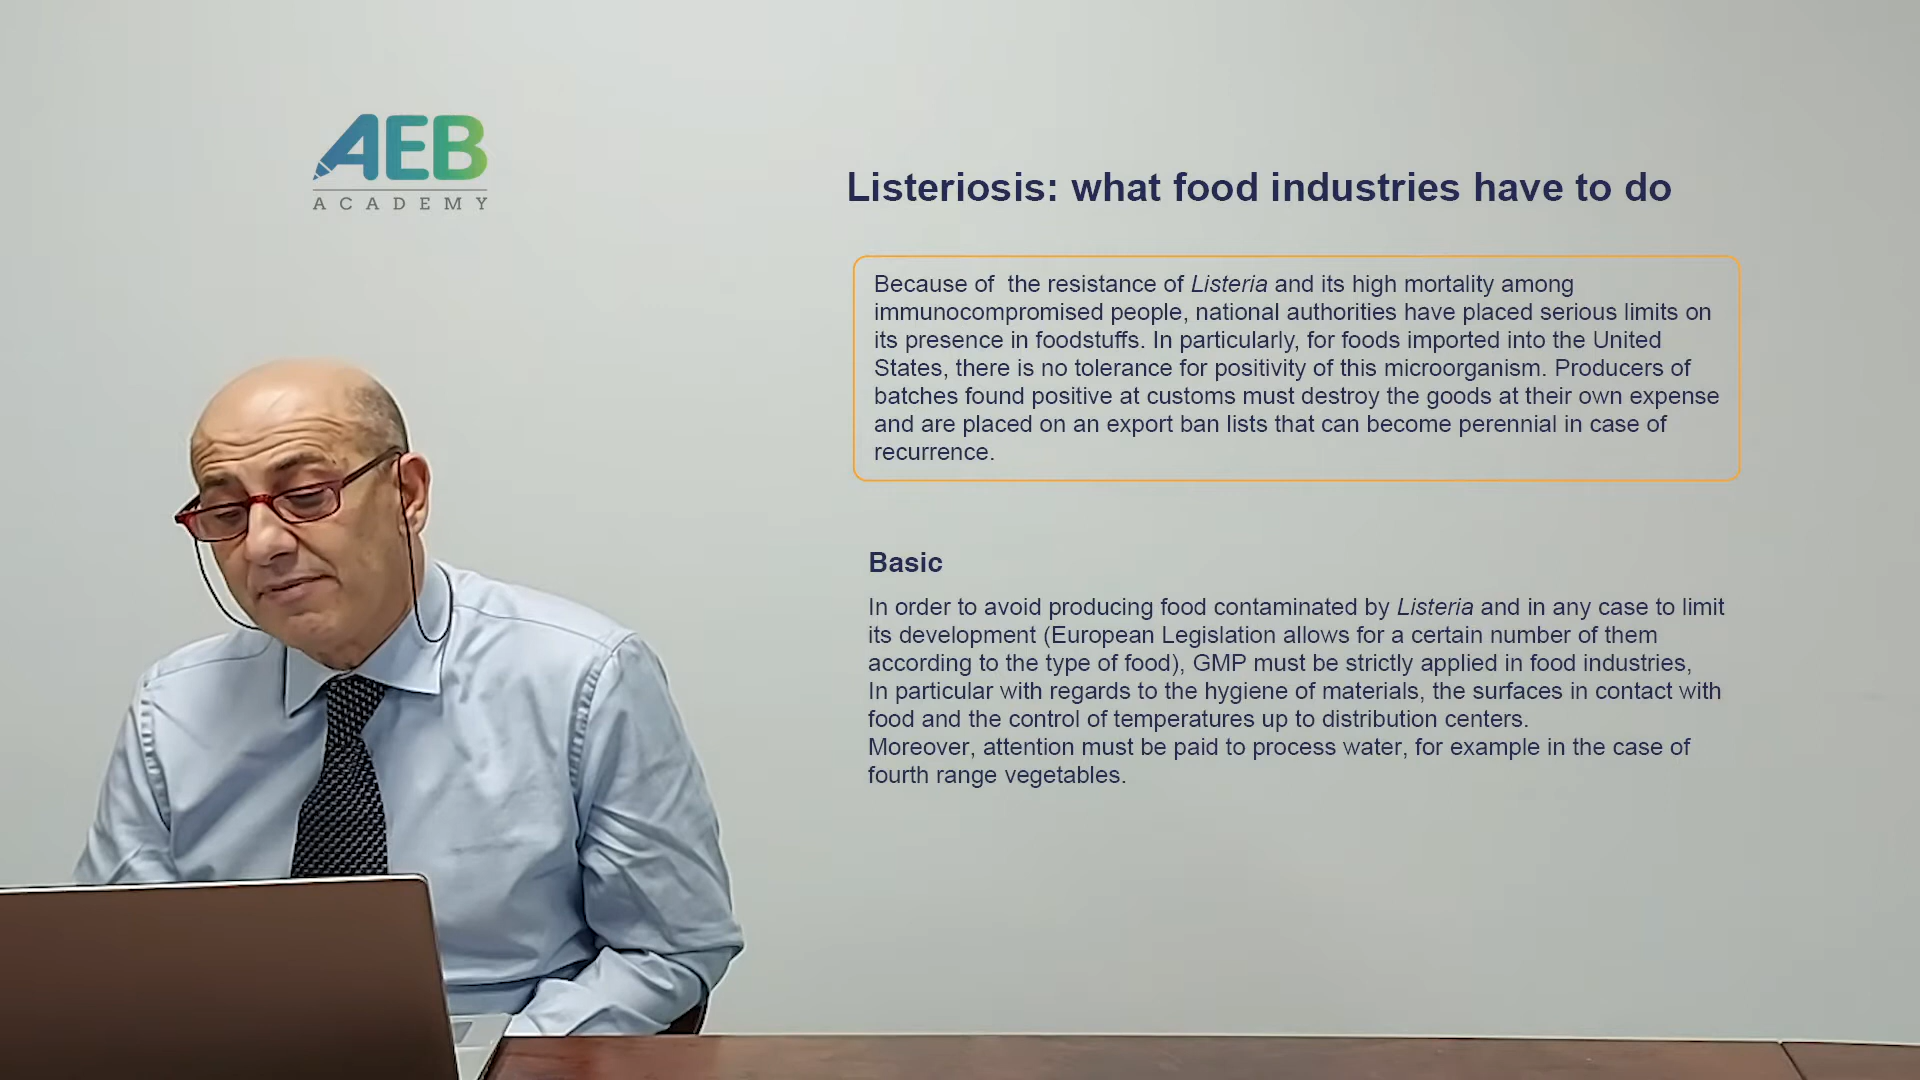 AEB
ACADEMY
Listeriosis: what food industries have to do
Because of  the resistance of Listeria and its high mortality among
immunocompromised people, national authorities have placed serious limits on
its presence in foodstuffs. In particularly, for foods imported into the United
States, there is no tolerance for positivity of this microorganism. Producers of
batches found positive at customs must destroy the goods at their own expense
and are placed on an export ban lists that can become perennial in case of
recurrence.
Basic
In order to avoid producing food contaminated by Listeria and in any case to limit
its development (European Legislation allows for a certain number of them
according to the type of food), GMP must be strictly applied in food industries,
In particular with regards to the hygiene of materials, the surfaces in contact with
food and the control of temperatures up to distribution centers.
Moreover, attention must be paid to process water, for example in the case of
fourth range vegetables.